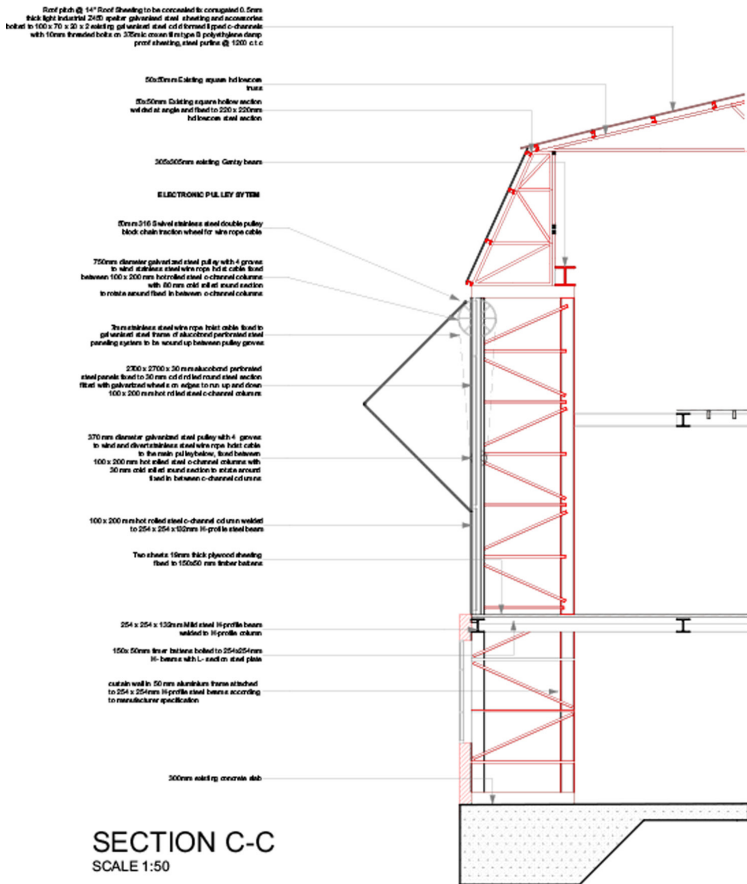 Roof pitch @ 14° Roof Sheeting to be concealed fix corrugated 0.5mm
thick light industrial Z450 spelter galvanised steel sheeting and accessories
bolted to 100 x 70 x 20 x 2 existing galvanised steel cold formed lipped c-channels
with 10mm threaded bolts on 375mic coven film type B polyethylene damp
proof sheating, steel purlins @ 1200 c.t.c
50x50mm Existing square hollowcom
truss
50x50mm Existing square hollow section
welded at angle and fixed to 220 x 220mm
hollowcom steel section
305x305mm existing Gantry beam
ELECTRONIC PULLEY SYTEM
50mm 316 Swivel stainless steel double pulley
block chain traction wheel for wire rope cable
750mm diameter galvanized steel pulley with 4 groves
to wind stainless steel wire rope hoist cable fixed
between 100 x 200 mm hotrolled steel c-channel columns
with 80 mm cold rolled round section
to rotate around fixed in between c-channel columns
7mm stainless steel wire rope hoist cable fixed to
galvanised steel frame of alucobond perforated steel
paneling system to be wound up between pulley groves
2700 x 2700 x 30 mm alucobond perforated
steel panels fixed to 30 mm cold rolled round steel section
fitted with galvanized wheels on edges to run up and down
100 x 200 mm hot rolled steel c-channel columns
370 mm diameter galvanized steel pulley with 4 groves
to wind and divert stainless steel wire rope hoist cable
to the main pulley below, fixed between
100 x 200 mm hot rolled steel c-channel columns with
30 mm cold rolled round section to rotate around
fixed in between c-channel columns
100 x 200 mm hot rolled steel c-channel column welded
to 254 x 254 x132mm H-profile steel beam
Two sheets 19mm thick plywood sheeting
fixed to 150x50 mm timber battens
254 x 254 x 132mm Mild steel H-profile beam
welded to H-profile column
150x 50mm timer battens bolted to 254x254mm
H- beams with L- section steel plate
curtain wall in 50 mm aluminium frame attached
to 254 x 254mm H-profile steel beams according
to manufacturer specification
300mm existing concrete slab
SECTION C-C
SCALE 1:50